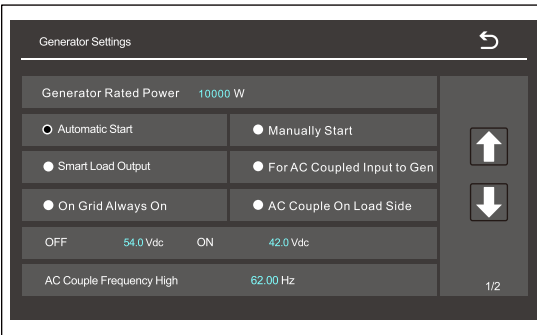 Generator Settings
Generator Rated Power 10000 W
Automatic Start Manually Start
Smart Load Output For AC Coupled Input to Gen
On Grid Always On AC Couple On Load Side
OFF 54.0 Vdc ON 42.0 Vdc
AC Couple Frequency High 62.00 Hz
1/2